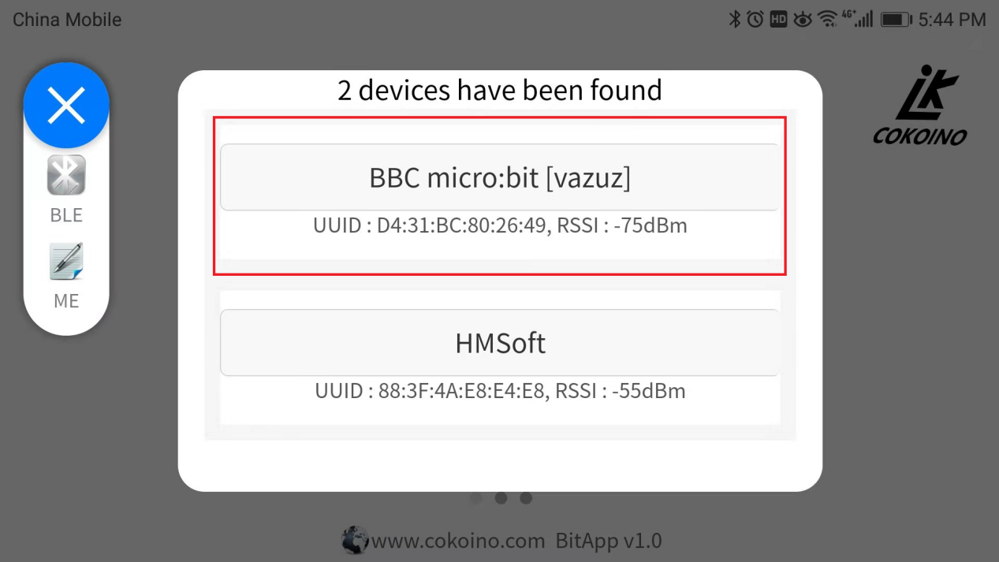 China Mobile
HD 4G+ 5:44 PM
2 devices have been found
COKOINO
BBC micro:bit [vazuz]
UUID : D4:31:BC:80:26:49, RSSI : -75dBm
BLE
ME
HMSoft
UUID : 88:3F:4A:E8:E4:E8, RSSI : -55dBm
www.cokoino.com BitApp v1.0